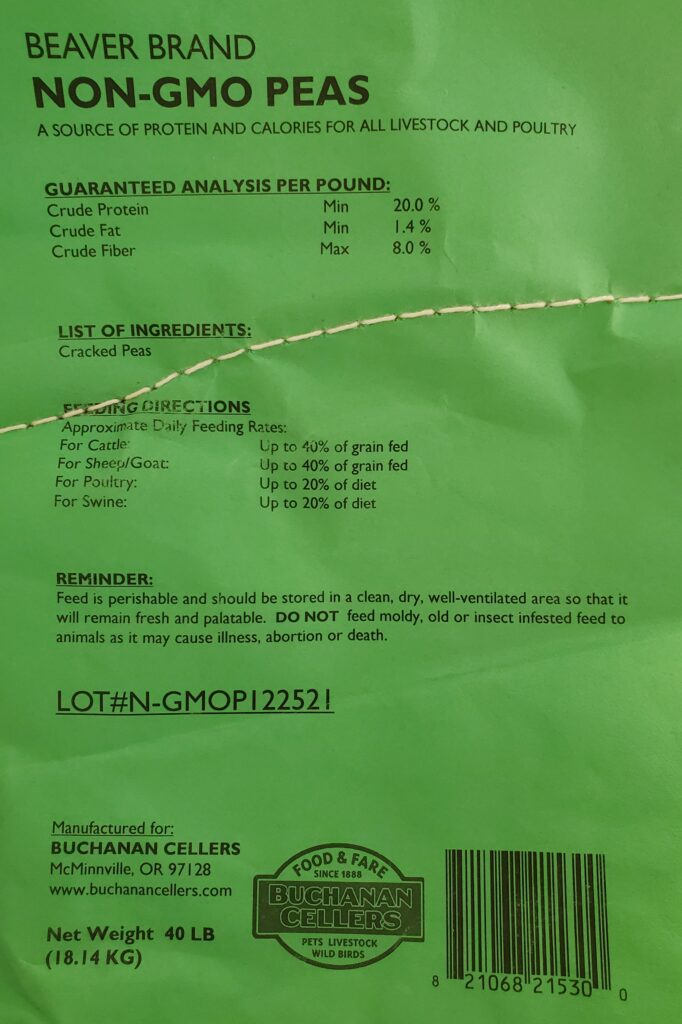 BEAVER BRAND
NON-GMO PEAS
A SOURCE OF PROTEIN AND CALORIES FOR ALL LIVESTOCK AND POULTRY
GUARANTEED ANALYSIS PER POUND:
Crude Protein Min 20.0 %
Crude Fat Min 1.4 %
Crude Fiber Max 8.0 %
LIST OF INGREDIENTS:
Cracked Peas
FEEDING DIRECTIONS
Approximate Daily Feeding Rates:
For Cattle: Up to 40% of grain fed
For Sheep/Goat: Up to 40% of grain fed
For Poultry: Up to 20% of diet
For Swine: Up to 20% of diet
REMINDER:
Feed is perishable and should be stored in a clean, dry, well-ventilated area so that it
will remain fresh and palatable. DO NOT feed moldy, old or insect infested feed to
animals as it may cause illness, abortion or death.
LOT#N-GMOP122521
Manufactured for:
BUCHANAN CELLERS
McMinnville, OR 97128
www.buchanancellers.com
Net Weight 40 LB
(18.14 KG)
FOOD & FARE
SINCE 1888
BUCHANAN
CELLERS
PETS LIVESTOCK
WILD BIRDS
8 21068 21530 0